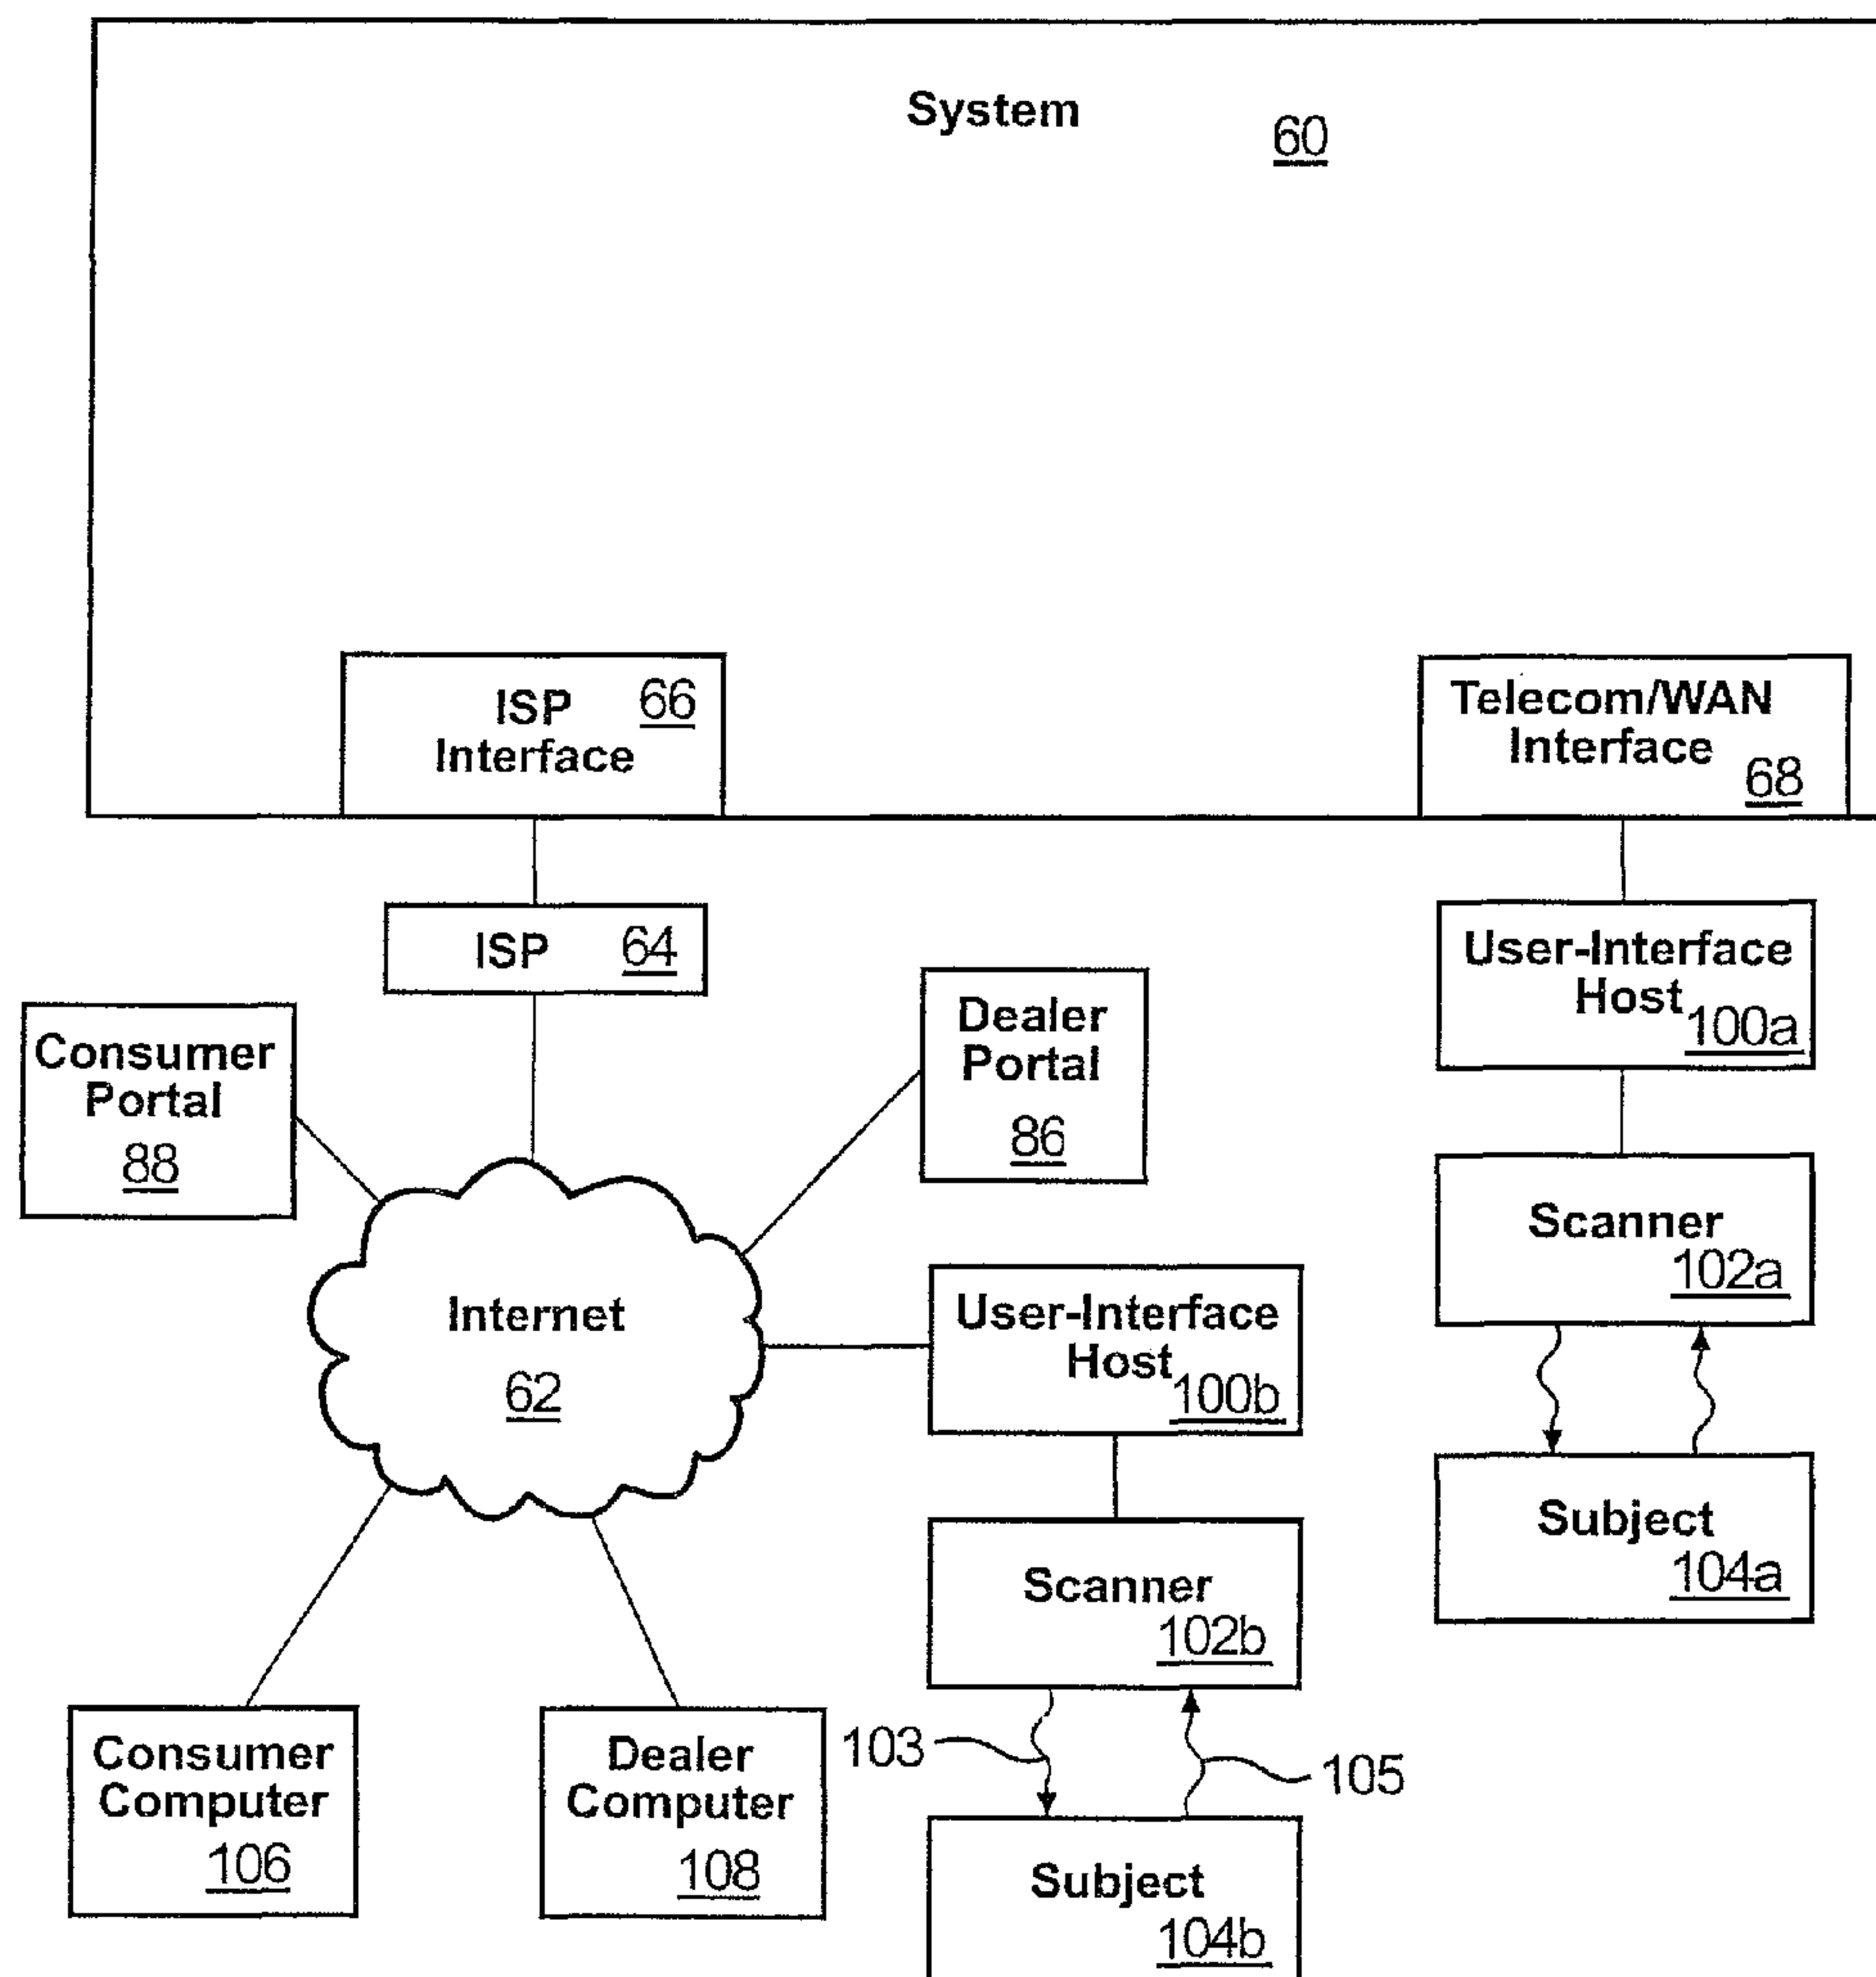 System
60
ISP 66
Interface
Telecom/WAN
Interface
68
ISP 64
User-Interface
Host
100a
Consumer
Portal
88
Dealer
Portal
86
Scanner
102a
Internet
62
User-Interface
Host
100b
Subject
104a
Scanner
102b
103
105
Consumer
Computer
106
Dealer
Computer
108
Subject
104b